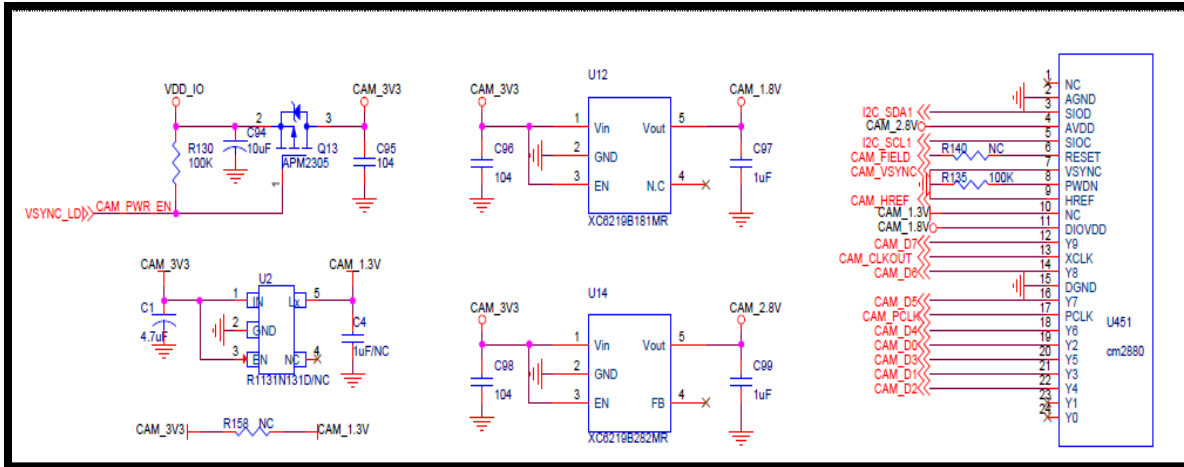 VDD_IO
CAM_3V3
2
3
C94
10uF
Q13
APM2305
R130
100K
C95
104
1
VSYNC_LD
CAM_PWR_EN
CAM_3V3
CAM_1.3V
U2
1
IN
Lx
5
C1
4.7uF
2
GND
C4
1uF/NC
3
EN
NC
4
R1131N131D/NC
CAM_3V3
R158
NC
CAM_1.3V
U12
CAM_3V3
CAM_1.8V
1
Vin
Vout
5
C96
104
2
GND
C97
1uF
3
EN
N.C
4
XC6219B181MR
U14
CAM_3V3
CAM_2.8V
1
Vin
Vout
5
C98
104
2
GND
C99
1uF
3
EN
FB
4
XC6219B282MR
1
NC
2
AGND
I2C_SDA1
3
SIOD
CAM_2.8V
4
AVDD
I2C_SCL1
5
SIOC
CAM_FIELD
R140
NC
6
RESET
CAM_VSYNC
7
VSYNC
R135
100K
8
PWDN
CAM_HREF
9
HREF
CAM_1.3V
10
NC
CAM_1.8V
11
DIOVDD
CAM_D7
12
Y9
CAM_CLKOUT
13
XCLK
CAM_D6
14
Y8
15
DGND
CAM_D5
16
Y7
CAM_PCLK
17
PCLK
CAM_D4
18
Y6
CAM_D0
19
Y2
CAM_D3
20
Y5
CAM_D1
21
Y3
CAM_D2
22
Y4
23
Y1
24
Y0
U451
cm2880